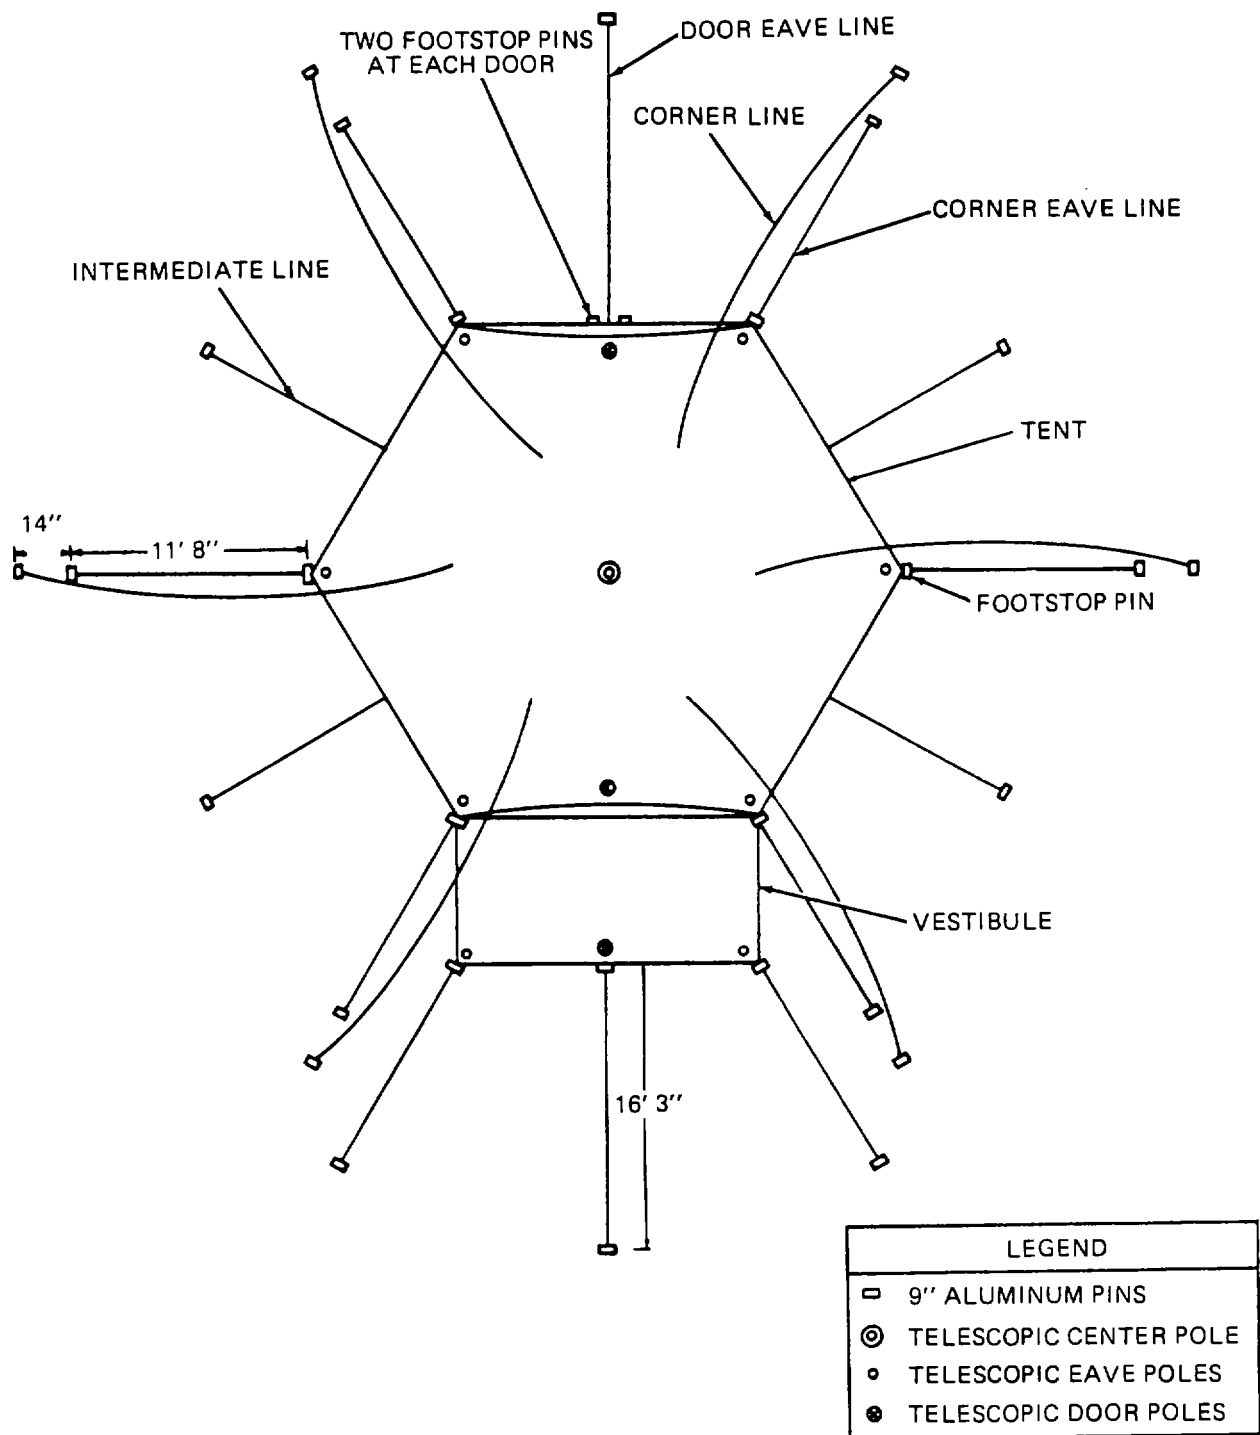 TWO FOOTSTOP PINS
AT EACH DOOR
DOOR EAVE LINE
CORNER LINE
CORNER EAVE LINE
INTERMEDIATE LINE
TENT
14''
11' 8''
FOOTSTOP PIN
VESTIBULE
16' 3''
LEGEND
9'' ALUMINUM PINS
TELESCOPIC CENTER POLE
TELESCOPIC EAVE POLES
TELESCOPIC DOOR POLES